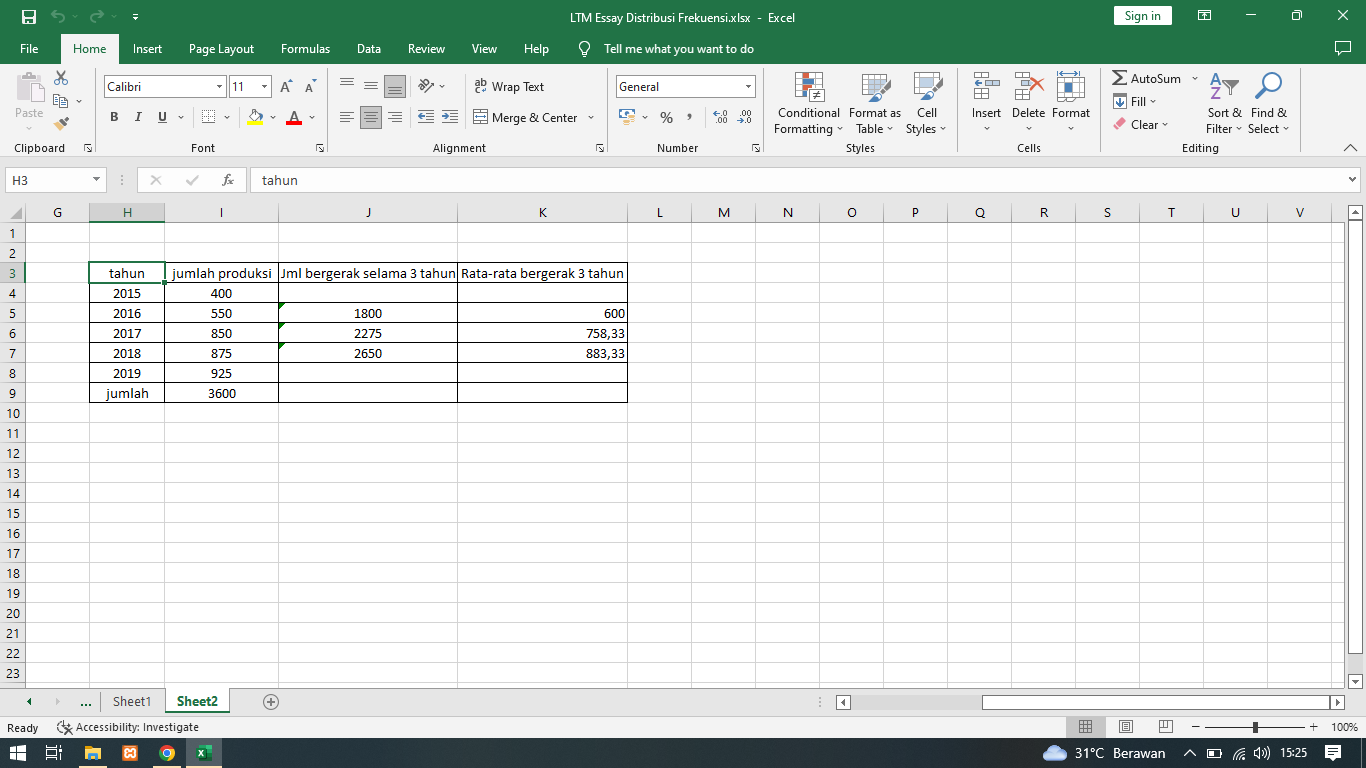 LTM Essay Distribusi Frekuensi.xlsx - Excel
Sign in
File Home Insert Page Layout Formulas Data Review View Help Tell me what you want to do
Paste
Calibri 11
B I U A
Wrap Text
Merge & Center
General
% ,
Conditional Formatting
Format as Table
Cell Styles
Insert Delete Format
AutoSum
Fill
Clear
Sort & Filter
Find & Select
Clipboard Font Alignment Number Styles Cells Editing
H3 fx tahun
G H I J K L M N O P Q R S T U V
1
2
3 tahun jumlah produksi Jml bergerak selama 3 tahun Rata-rata bergerak 3 tahun
4 2015 400
5 2016 550 1800 600
6 2017 850 2275 758,33
7 2018 875 2650 883,33
8 2019 925
9 jumlah 3600
10
11
12
13
14
15
16
17
18
19
20
21
22
23
... Sheet1 Sheet2
Ready Accessibility: Investigate 100%
31°C Berawan 15:25